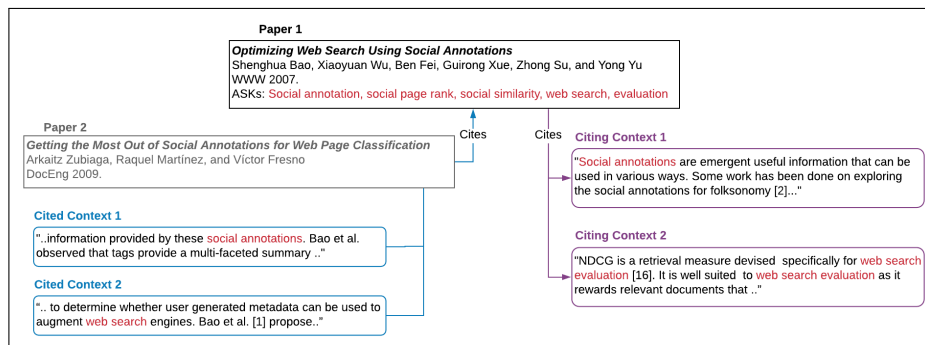 Paper 1
Optimizing Web Search Using Social Annotations
Shenghua Bao, Xiaoyuan Wu, Ben Fei, Guirong Xue, Zhong Su, and Yong Yu
WWW 2007.
ASKs: Social annotation, social page rank, social similarity, web search, evaluation
Cites
Cites
Paper 2
Getting the Most Out of Social Annotations for Web Page Classification
Arkaitz Zubiaga, Raquel Martínez, and Víctor Fresno
DocEng 2009.
Cited Context 1
"..information provided by these social annotations. Bao et al.
observed that tags provide a multi-faceted summary .."
Cited Context 2
“.. to determine whether user generated metadata can be used to
augment web search engines. Bao et al. [1] propose.."
Citing Context 1
"Social annotations are emergent useful information that can be
used in various ways. Some work has been done on exploring
the social annotations for folksonomy [2]..."
Citing Context 2
"NDCG is a retrieval measure devised specifically for web search
evaluation [16]. It is well suited to web search evaluation as it
rewards relevant documents that .."